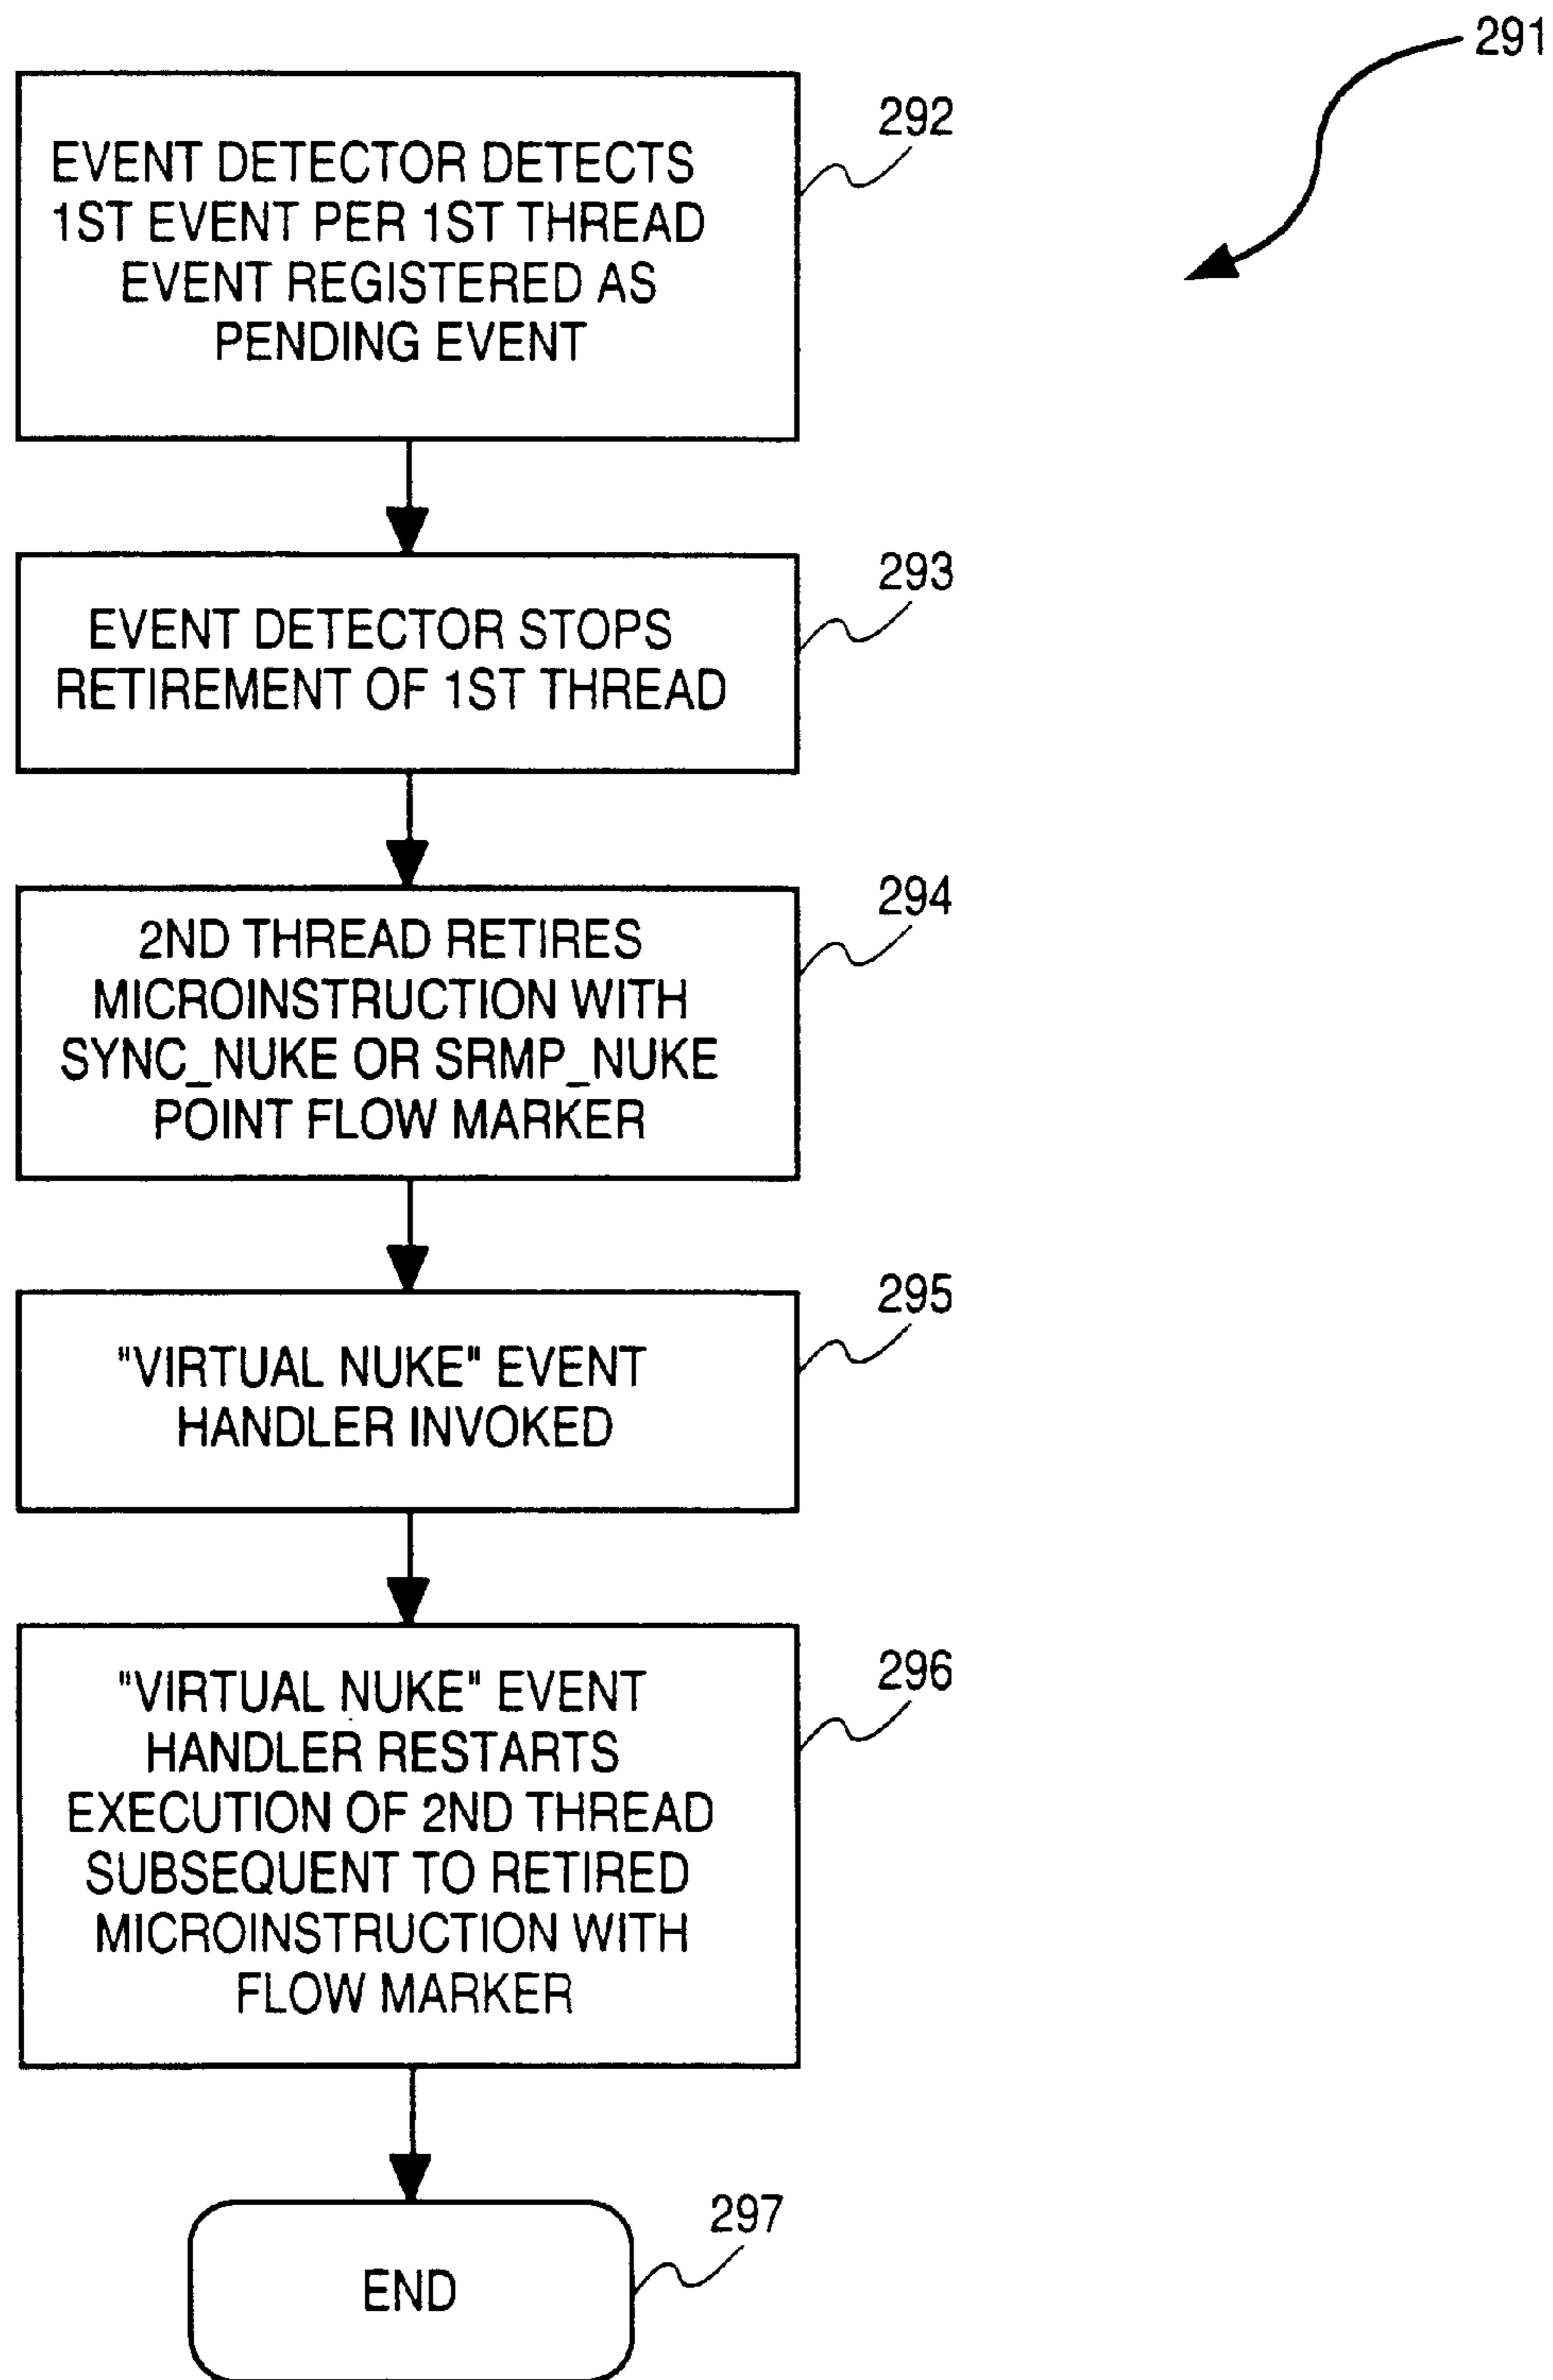 291
292
EVENT DETECTOR DETECTS
1ST EVENT PER 1ST THREAD
EVENT REGISTERED AS
PENDING EVENT
293
EVENT DETECTOR STOPS
RETIREMENT OF 1ST THREAD
294
2ND THREAD RETIRES
MICROINSTRUCTION WITH
SYNC_NUKE OR SRMP_NUKE
POINT FLOW MARKER
295
"VIRTUAL NUKE" EVENT
HANDLER INVOKED
296
"VIRTUAL NUKE" EVENT
HANDLER RESTARTS
EXECUTION OF 2ND THREAD
SUBSEQUENT TO RETIRED
MICROINSTRUCTION WITH
FLOW MARKER
297
END